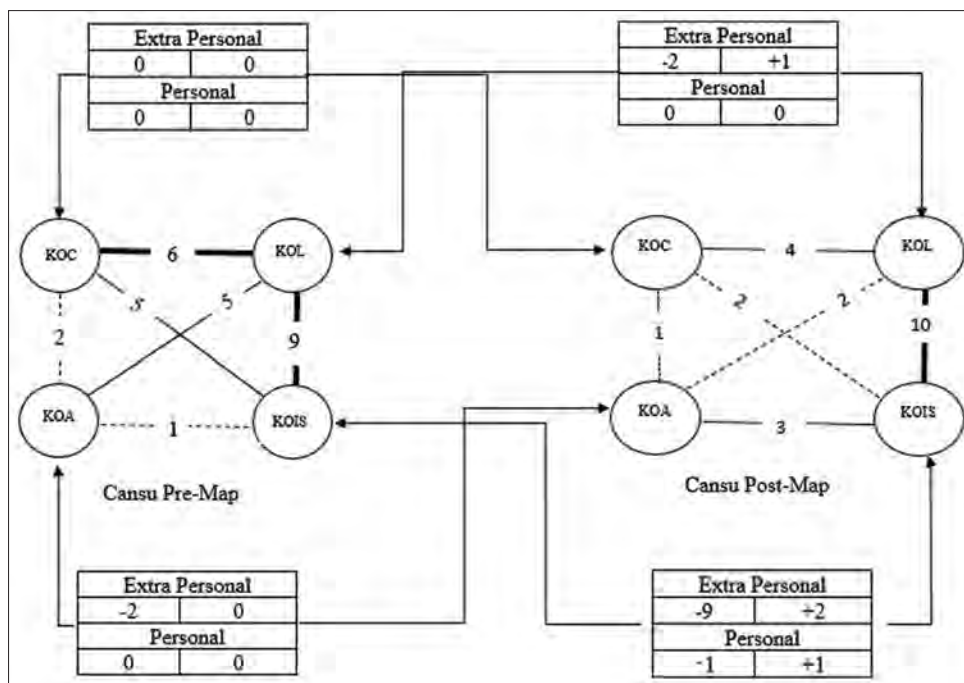 Extra Personal
0 0
Personal
0 0
Extra Personal
-2 +1
Personal
0 0
KOC 6 KOL
5
2 9
KOA 1 KOIS
Cansu Pre-Map
KOC 4 KOL
2 2
1 10
KOA 3 KOIS
Cansu Post-Map
Extra Personal
-2 0
Personal
0 0
Extra Personal
-9 +2
Personal
-1 +1